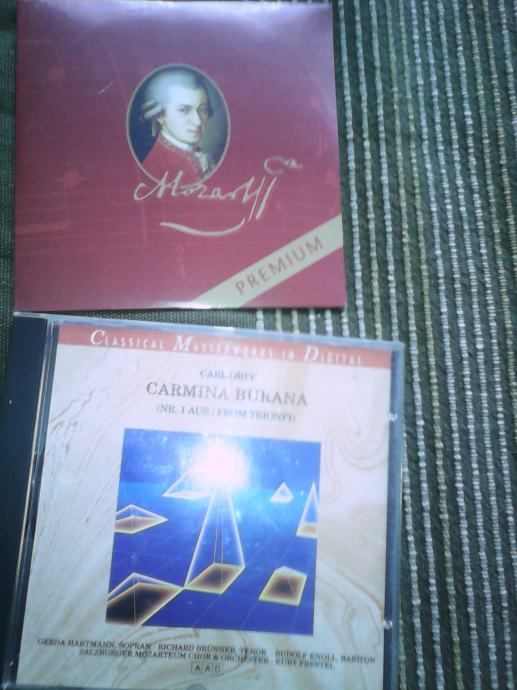 Mozart
PREMIUM
CLASSICAL MASTERWORKS IN DIGITAL
CARL ORFF
CARMINA BURANA
(NR. 1 AUS / FROM TRIONFI)
GERDA HARTMANN, SOPRAN · RICHARD BRÜNNER, TENOR · RUDOLF KNOLL, BARITON
SALZBURGER MOZARTEUM CHOR & ORCHESTER · KURT PRESTEL
AAD